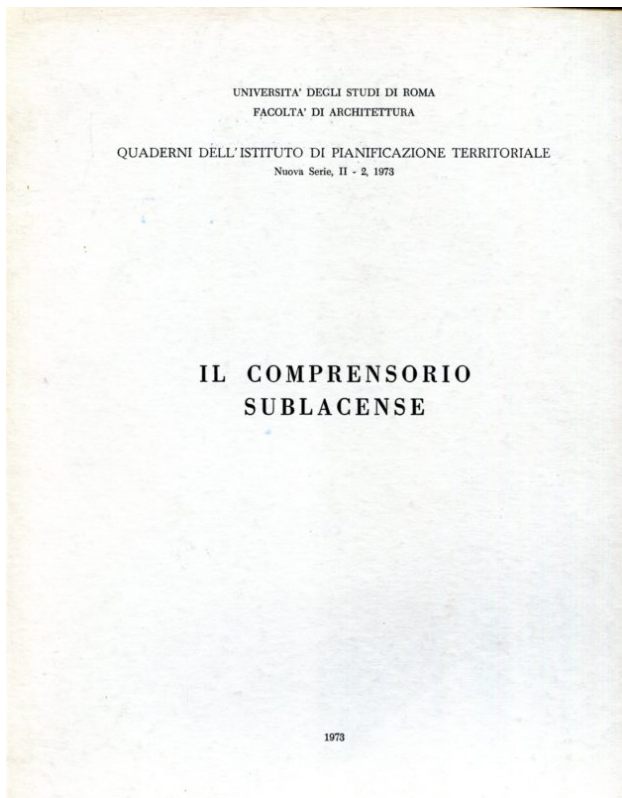 UNIVERSITA' DEGLI STUDI DI ROMA
FACOLTA' DI ARCHITETTURA
QUADERNI DELL'ISTITUTO DI PIANIFICAZIONE TERRITORIALE
Nuova Serie, II - 2, 1973
IL COMPRENSORIO
SUBLACENSE
1973